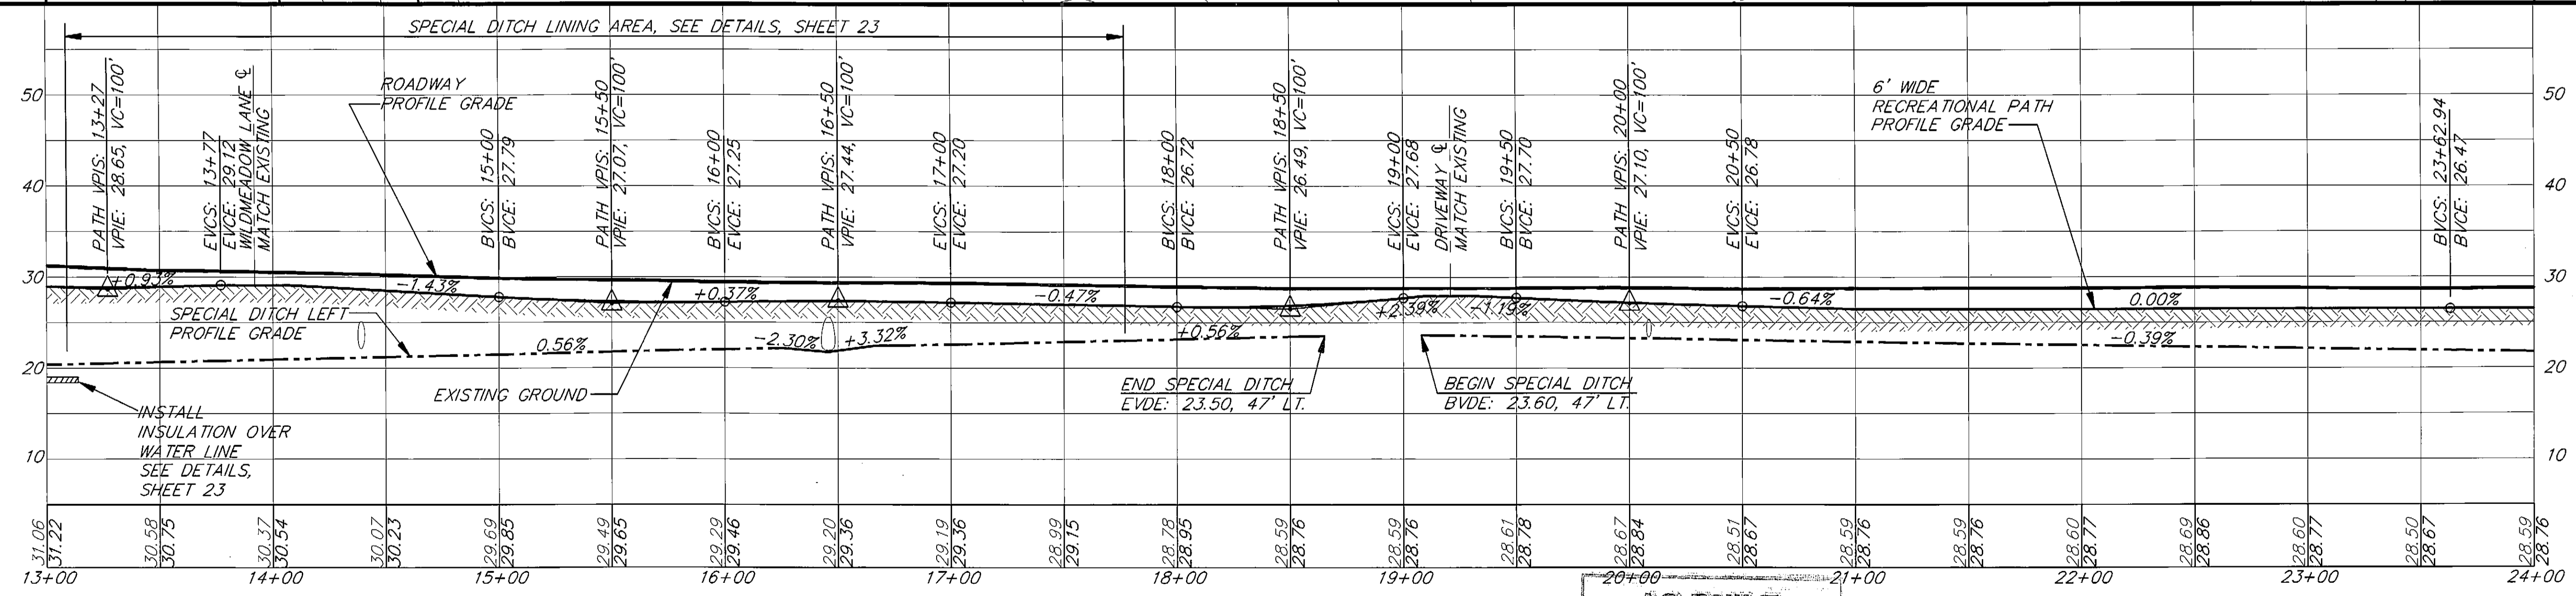 SPECIAL DITCH LINING AREA, SEE DETAILS, SHEET 23
PATH VPIS: 13+27
VPIE: 28.65, VC=100'
EVCS: 13+77
EVCE: 29.12
WILDMEADOW LANE ℄
MATCH EXISTING
ROADWAY
PROFILE GRADE
BVCS: 15+00
BVCE: 27.79
PATH VPIS: 15+50
VPIE: 27.07, VC=100'
BVCS: 16+00
EVCE: 27.25
PATH VPIS: 16+50
VPIE: 27.44, VC=100'
EVCS: 17+00
EVCE: 27.20
BVCS: 18+00
BVCE: 26.72
PATH VPIS: 18+50
VPIE: 26.49, VC=100'
EVCS: 19+00
EVCE: 27.68
DRIVEWAY ℄
MATCH EXISTING
BVCS: 19+50
BVCE: 27.70
PATH VPIS: 20+00
VPIE: 27.10, VC=100'
EVCS: 20+50
EVCE: 26.78
6' WIDE
RECREATIONAL PATH
PROFILE GRADE
BVCS: 23+62.94
BVCE: 26.47
50 50
40 40
30 30
+0.93% -1.43% +0.37% -0.47% +2.39% -1.19% -0.64% 0.00%
SPECIAL DITCH LEFT
PROFILE GRADE
0.56% -2.30% +3.32% +0.56% -0.39%
20 20
INSTALL
INSULATION OVER
WATER LINE
SEE DETAILS,
SHEET 23
EXISTING GROUND
END SPECIAL DITCH
EVDE: 23.50, 47' LT.
BEGIN SPECIAL DITCH
BVDE: 23.60, 47' LT.
10 10
31.06 30.58 30.37 30.07 29.69 29.49 29.29 29.20 29.19 28.99 28.78 28.59 28.59 28.61 28.67 28.51 28.59 28.59 28.60 28.69 28.60 28.50 28.59
31.22 30.75 30.54 30.23 29.85 29.65 29.46 29.36 29.36 29.15 28.95 28.76 28.76 28.78 28.84 28.67 28.76 28.76 28.77 28.86 28.77 28.67 28.76
13+00 14+00 15+00 16+00 17+00 18+00 19+00 20+00 21+00 22+00 23+00 24+00